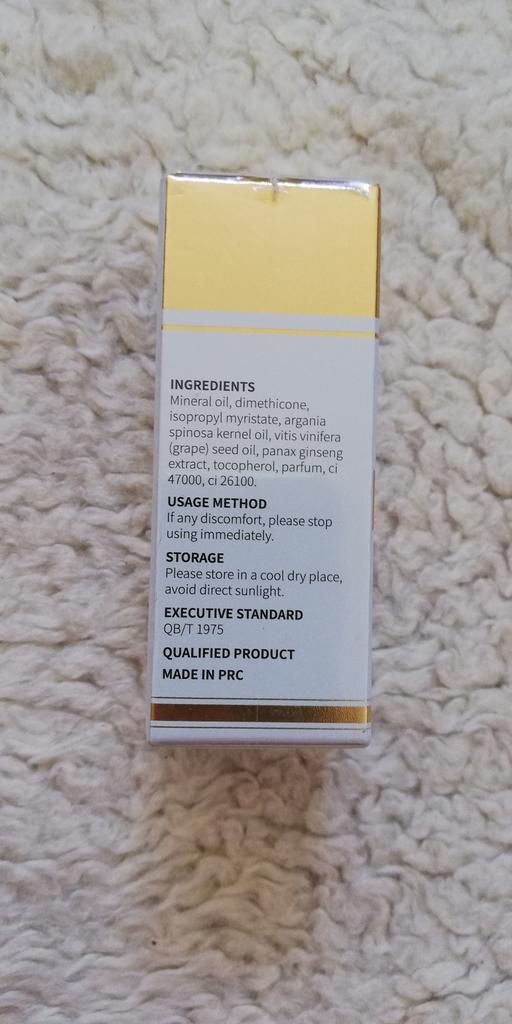 INGREDIENTS
Mineral oil, dimethicone,
isopropyl myristate, argania
spinosa kernel oil, vitis vinifera
(grape) seed oil, panax ginseng
extract, tocopherol, parfum, ci
47000, ci 26100.
USAGE METHOD
If any discomfort, please stop
using immediately.
STORAGE
Please store in a cool dry place,
avoid direct sunlight.
EXECUTIVE STANDARD
QB/T 1975
QUALIFIED PRODUCT
MADE IN PRC